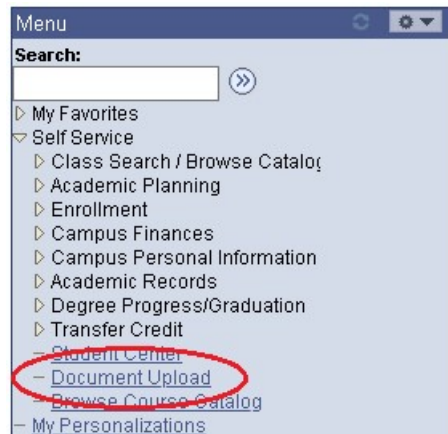 Menu
Search:
My Favorites
Self Service
Class Search / Browse Catalog
Academic Planning
Enrollment
Campus Finances
Campus Personal Information
Academic Records
Degree Progress/Graduation
Transfer Credit
Student Center
Document Upload
Browse Course Catalog
My Personalizations